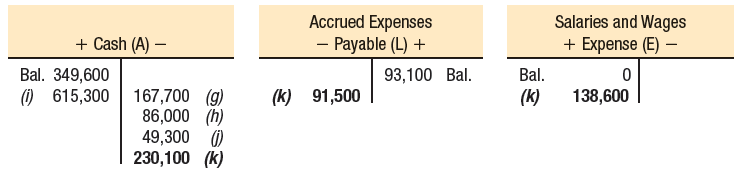 + Cash (A) −
Bal. 349,600
(i) 615,300 167,700 (g)
86,000 (h)
49,300 (j)
230,100 (k)
Accrued Expenses
− Payable (L) +
93,100 Bal.
(k) 91,500
Salaries and Wages
+ Expense (E) −
Bal. 0
(k) 138,600